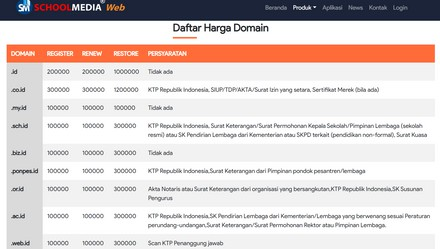 SM SCHOOLMEDIA® Web
Beranda Produk Aplikasi News Kontak Login
Daftar Harga Domain
DOMAIN REGISTER RENEW RESTORE PERSYARATAN
.id 200000 200000 1000000 Tidak ada
.co.id 300000 300000 1200000 KTP Republik Indonesia, SIUP/TDP/AKTA/Surat Izin yang setara, Sertifikat Merek (bila ada)
.my.id 100000 100000 100000 Tidak ada
.sch.id 100000 100000 300000 KTP Republik Indonesia, Surat Keterangan/Surat Permohonan Kepala Sekolah/Pimpinan Lembaga (sekolah
resmi) atau SK Pendirian Lembaga dari Kementerian atau SKPD terkait (pendidikan non-formal), Surat Kuasa
.biz.id 100000 100000 300000 Tidak ada
.ponpes.id 100000 100000 300000 KTP Republik Indonesia,Surat Keterangan dari Pimpinan pondok pesantren/lembaga
.or.id 100000 100000 300000 Akta Notaris atau Surat Keterangan dari organisasi yang bersangkutan,KTP Republik Indonesia,SK Susunan
Pengurus
.ac.id 100000 100000 300000 KTP Republik Indonesia,SK Pendirian Lembaga dari Kementerian/Lembaga yang berwenang sesuai Peraturan
perundang-undangan,Surat Keterangan/Surat Permohonan Rektor atau Pimpinan Lembaga.
.web.id 100000 100000 300000 Scan KTP Penanggung jawab